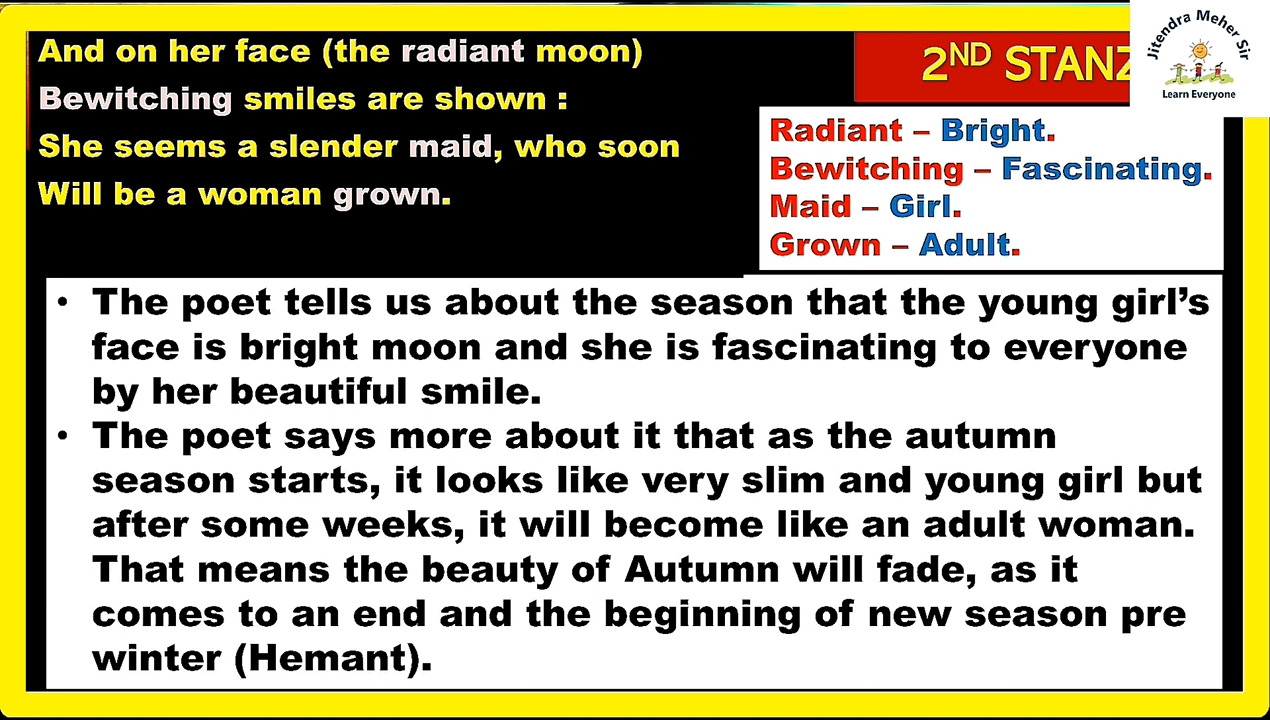 And on her face (the radiant moon)
Bewitching smiles are shown :
She seems a slender maid, who soon
Will be a woman grown.
2ND STANZ
Jitendra Meher Sir
Learn Everyone
Radiant – Bright.
Bewitching – Fascinating.
Maid – Girl.
Grown – Adult.
• The poet tells us about the season that the young girl's
face is bright moon and she is fascinating to everyone
by her beautiful smile.
• The poet says more about it that as the autumn
season starts, it looks like very slim and young girl but
after some weeks, it will become like an adult woman.
That means the beauty of Autumn will fade, as it
comes to an end and the beginning of new season pre
winter (Hemant).